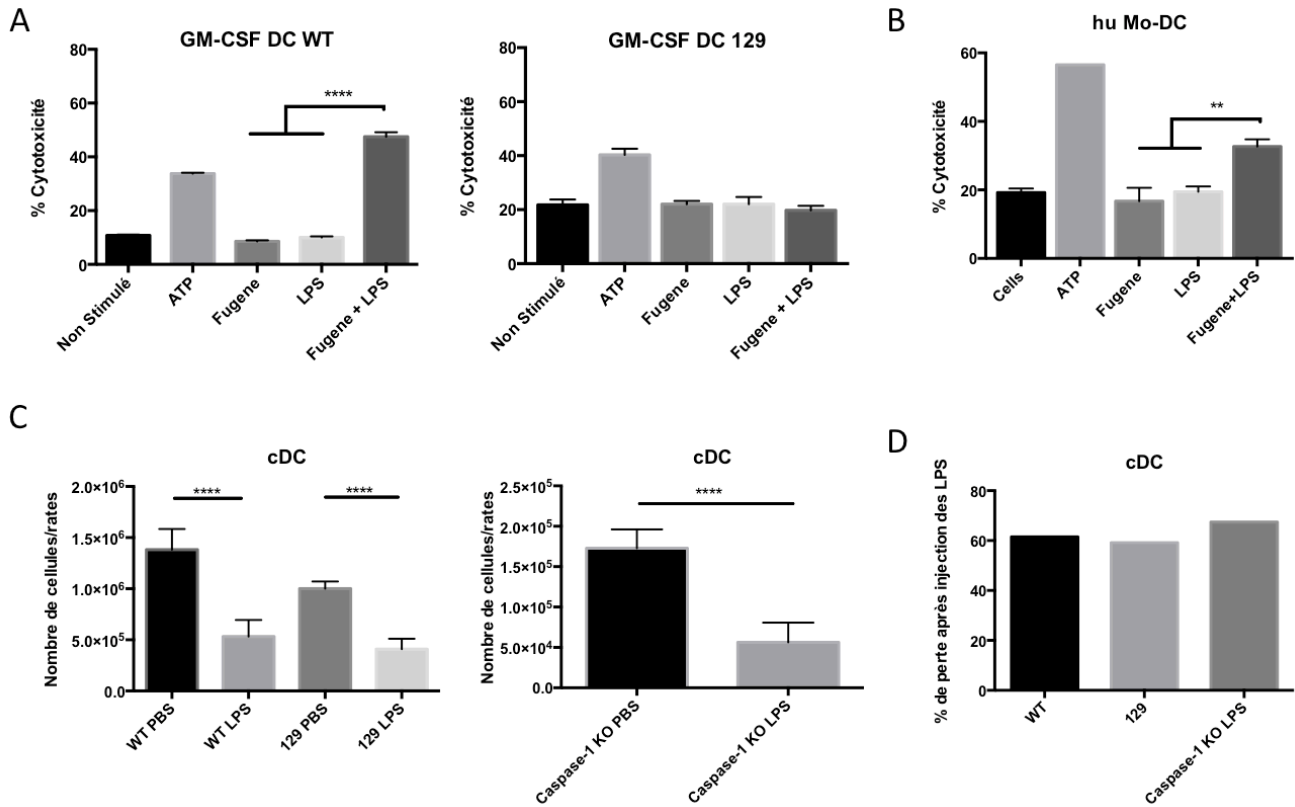 A
GM-CSF DC WT
% Cytotoxicité
80
60
40
20
0
****
Non Stimulé
ATP
Fugene
LPS
Fugene + LPS
GM-CSF DC 129
% Cytotoxicité
80
60
40
20
0
Non Stimulé
ATP
Fugene
LPS
Fugene + LPS
B
hu Mo-DC
% Cytotoxicité
60
40
20
0
**
Cells
ATP
Fugene
LPS
Fugene+LPS
C
cDC
Nombre de cellules/rates
2.0×10⁶
1.5×10⁶
1.0×10⁶
5.0×10⁵
0.0
****
****
WT PBS
WT LPS
129 PBS
129 LPS
cDC
Nombre de cellules/rates
2.5×10⁵
2.0×10⁵
1.5×10⁵
1.0×10⁵
5.0×10⁴
0.0
****
Caspase-1 KO PBS
Caspase-1 KO LPS
D
cDC
% de perte après injection des LPS
80
60
40
20
0
WT
129
Caspase-1 KO LPS